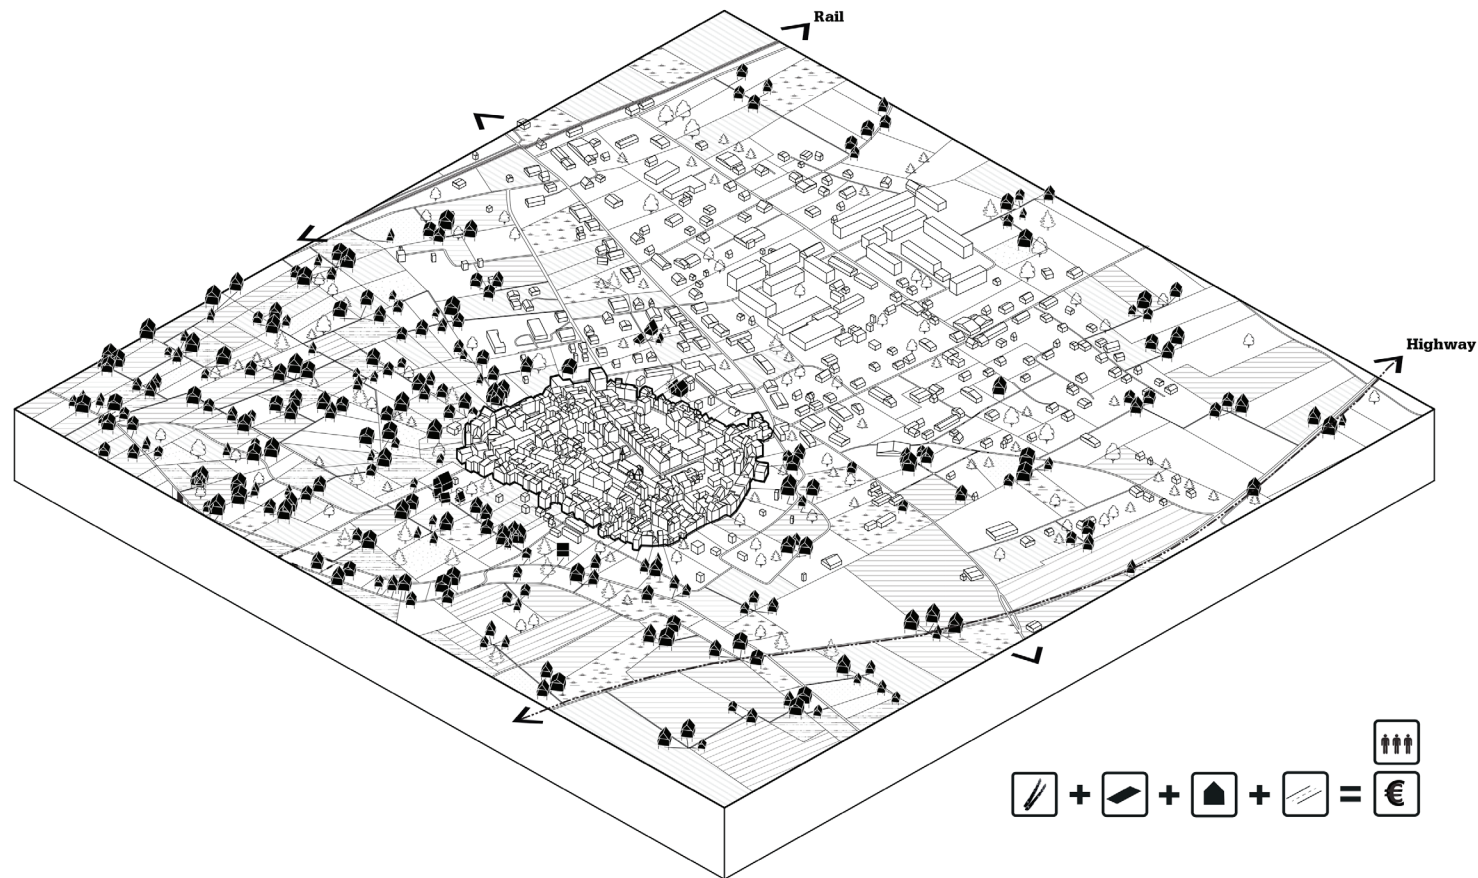 Rail
Highway
+ + + = €